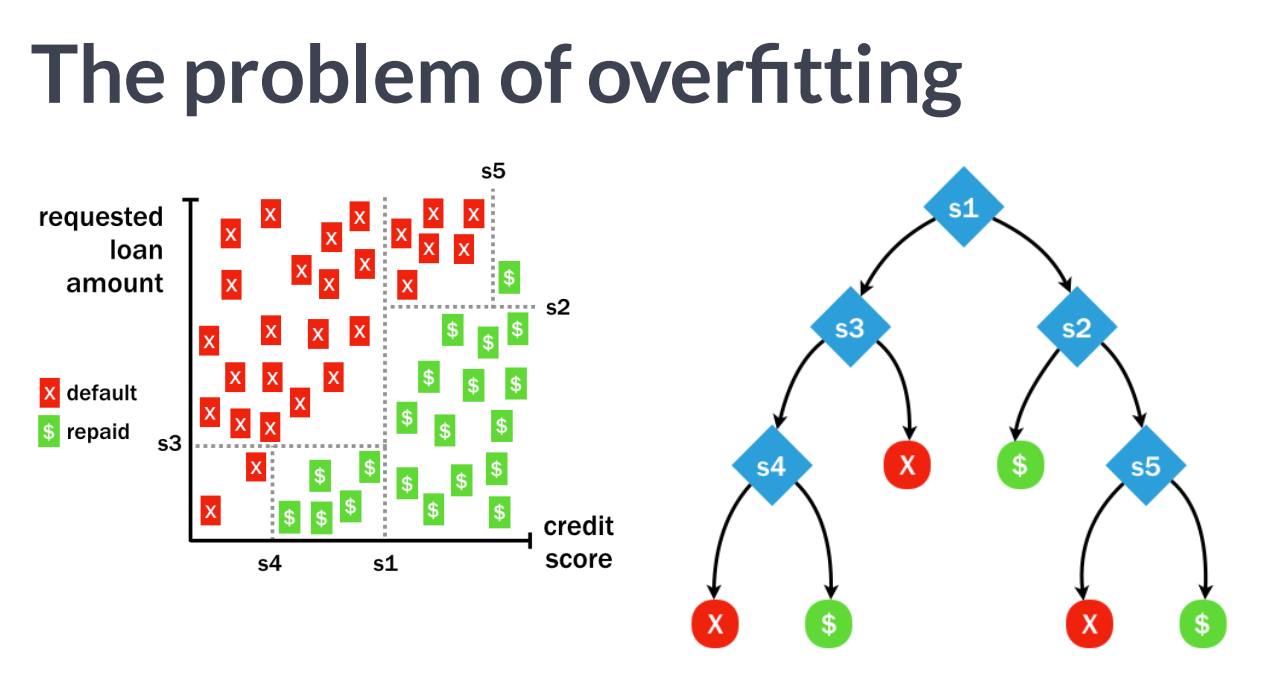 The problem of overfitting
s5
requested
loan
amount
s2
X default
$ repaid
s3
credit
score
s4
s1
X X X X X X X X X X X X X X X X X X X X X X X X X X X X
$ $ $ $ $ $ $ $ $ $ $ $ $ $ $ $ $ $ $ $ $ $
s1
s3
s2
s4
X
$
s5
X
$
X
$